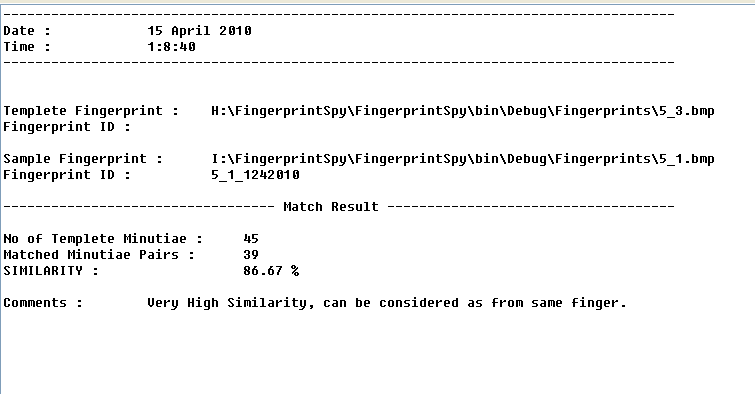 --------------------------------------------------------------------------------
Date :            15 April 2010
Time :            1:8:40
--------------------------------------------------------------------------------
Templete Fingerprint :    H:\FingerprintSpy\FingerprintSpy\bin\Debug\Fingerprints\5_3.bmp
Fingerprint ID :
Sample Fingerprint :      I:\FingerprintSpy\FingerprintSpy\bin\Debug\Fingerprints\5_1.bmp
Fingerprint ID :          5_1_1242010
---------------------------------- Match Result ------------------------------------
No of Templete Minutiae :     45
Matched Minutiae Pairs :      39
SIMILARITY :                  86.67 %
Comments :        Very High Similarity, can be considered as from same finger.